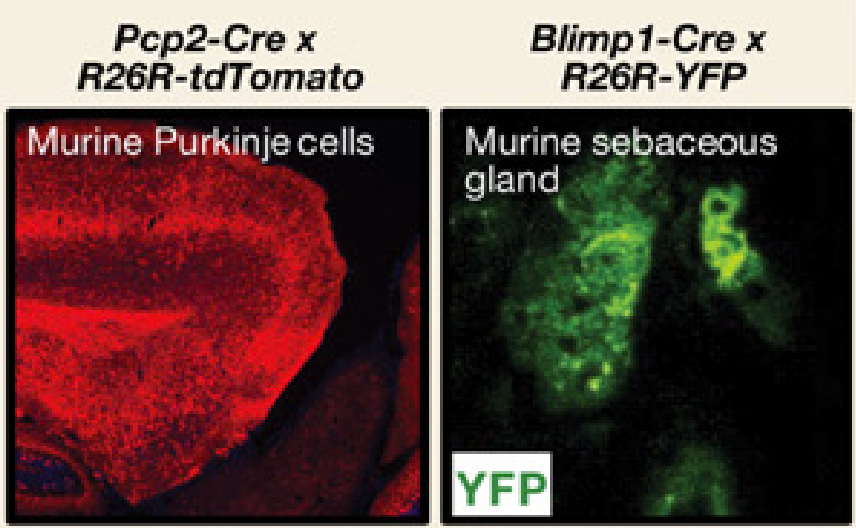 Pcp2-Cre x
R26R-tdTomato
Blimp1-Cre x
R26R-YFP
Murine Purkinje cells
Murine sebaceous
gland
YFP